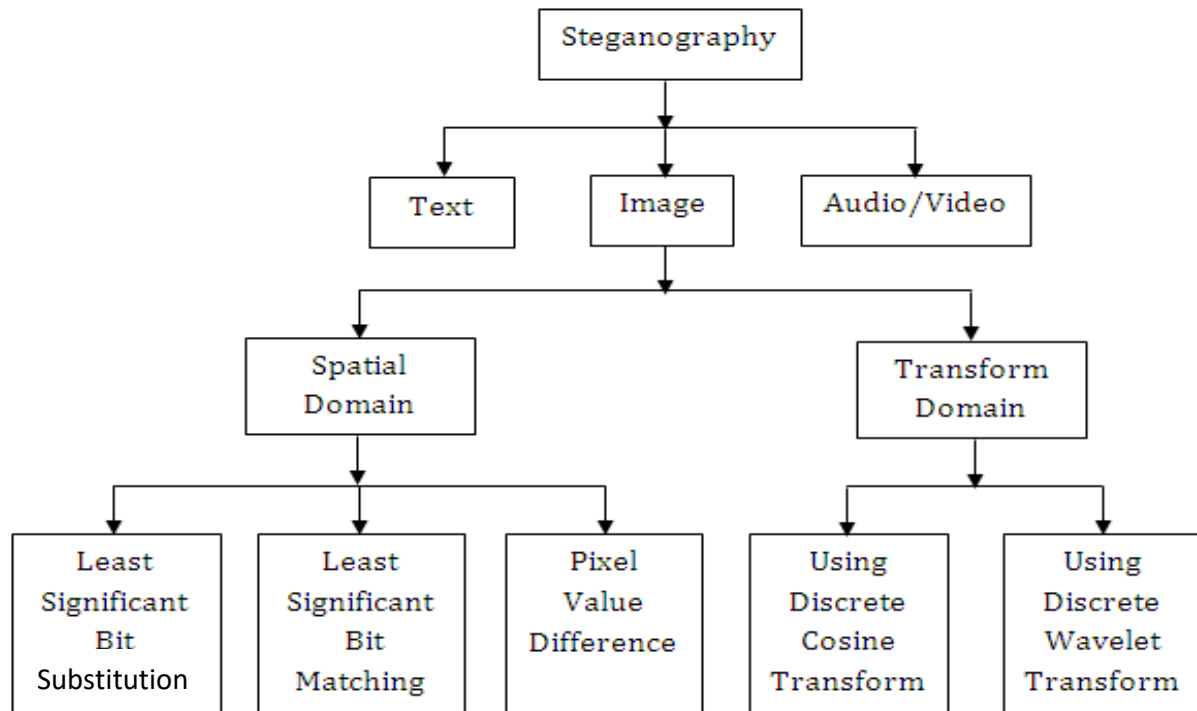 Steganography
Text
Image
Audio/Video
Spatial
Domain
Transform
Domain
Least
Significant
Bit
Substitution
Least
Significant
Bit
Matching
Pixel
Value
Difference
Using
Discrete
Cosine
Transform
Using
Discrete
Wavelet
Transform